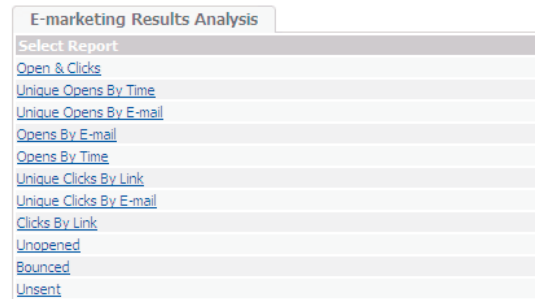 E-marketing Results Analysis
Select Report
Open & Clicks
Unique Opens By Time
Unique Opens By E-mail
Opens By E-mail
Opens By Time
Unique Clicks By Link
Unique Clicks By E-mail
Clicks By Link
Unopened
Bounced
Unsent